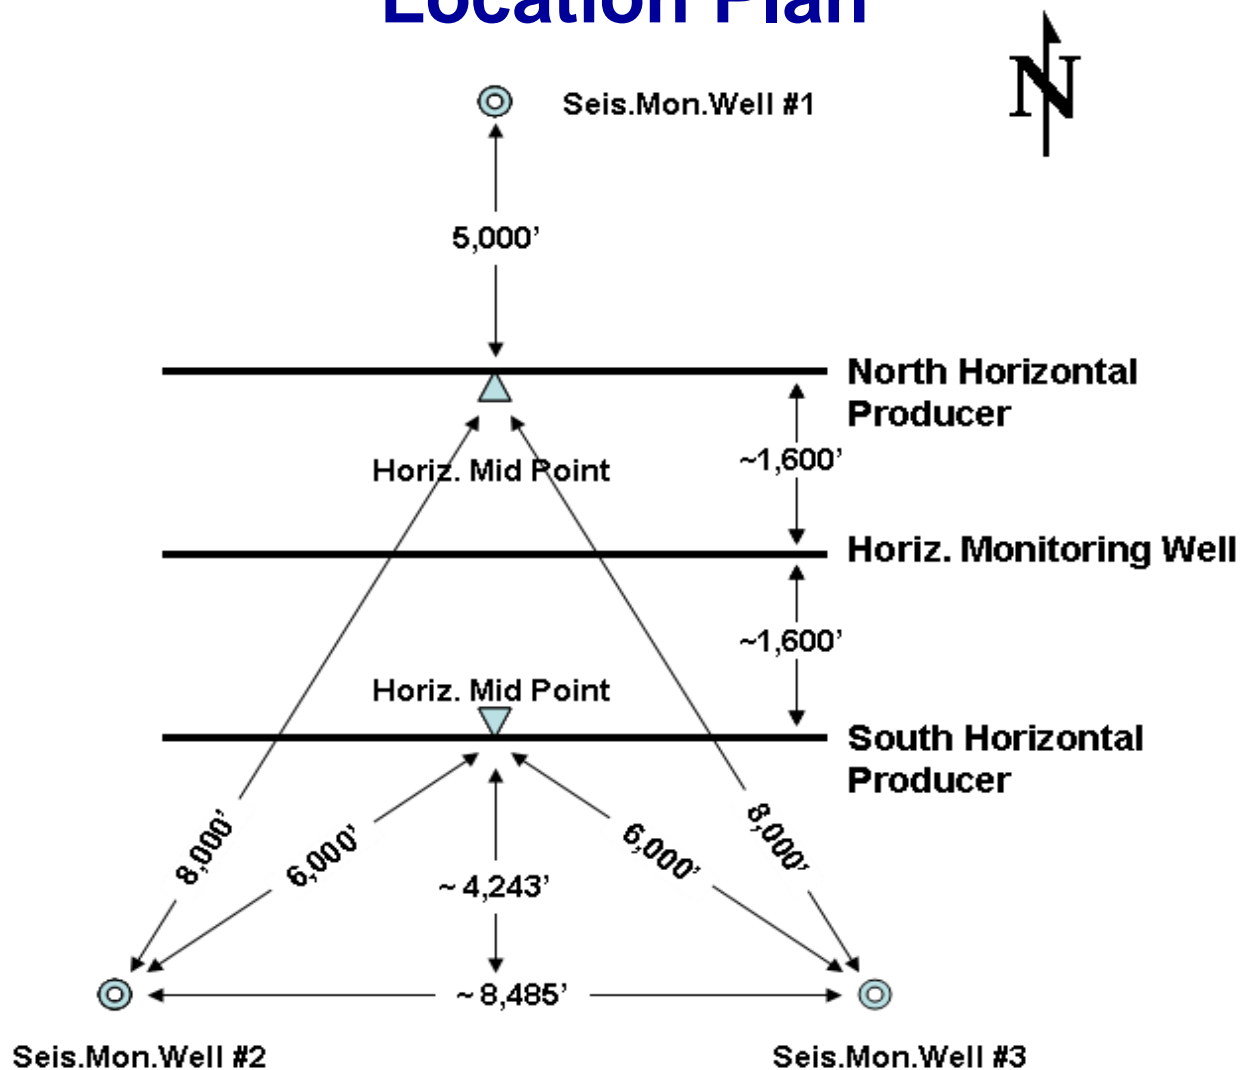 Location Plan
N
Seis.Mon.Well #1
5,000’
North Horizontal
Producer
~1,600’
Horiz. Mid Point
Horiz. Monitoring Well
~1,600’
Horiz. Mid Point
South Horizontal
Producer
8,000’
6,000’
~ 4,243’
6,000’
8,000’
~ 8,485’
Seis.Mon.Well #2
Seis.Mon.Well #3